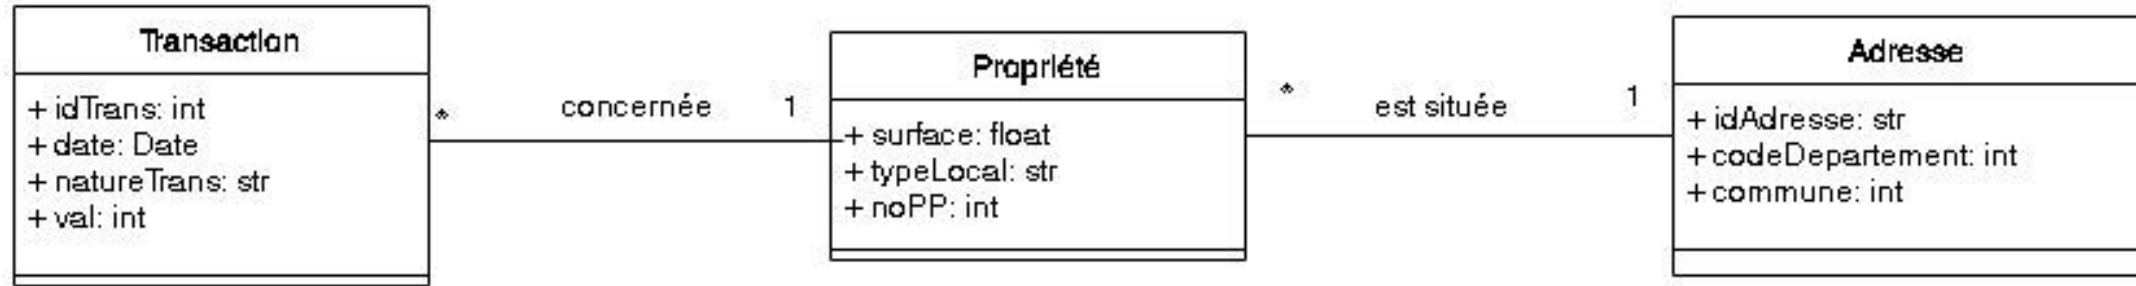 Transaction
+ idTrans: int
+ date: Date
+ natureTrans: str
+ val: int
* concernée 1
Propriété
+ surface: float
+ typeLocal: str
+ noPP: int
* est située 1
Adresse
+ idAdresse: str
+ codeDepartement: int
+ commune: int